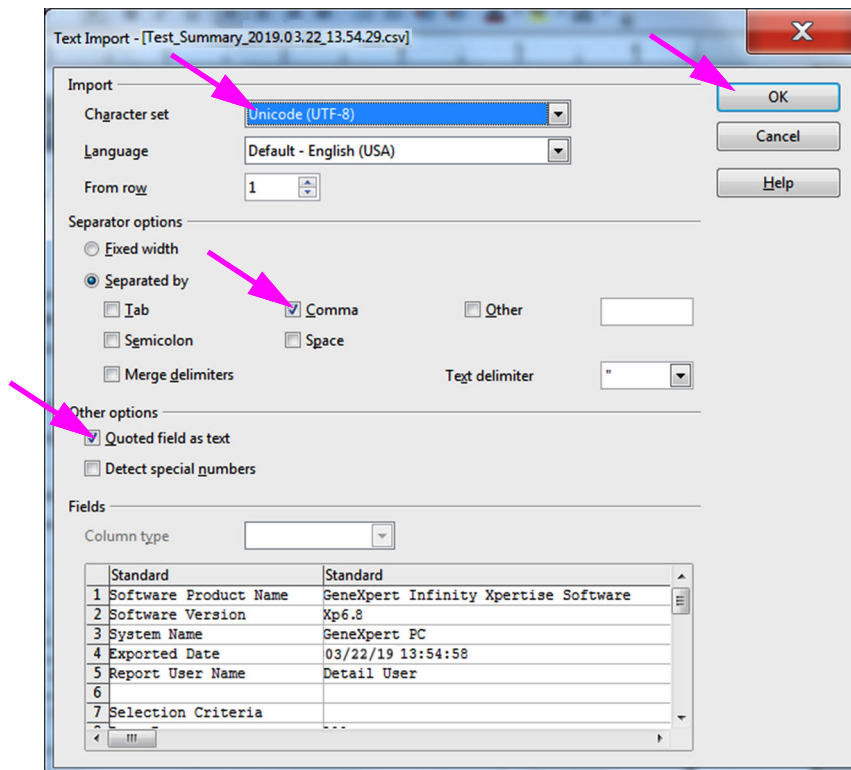 Text Import - [Test_Summary_2019.03.22_13.54.29.csv]
Import
Character set Unicode (UTF-8)
OK
Language Default - English (USA)
Cancel
From row 1
Help
Separator options
Fixed width
Separated by
Tab Comma Other
Semicolon Space
Merge delimiters Text delimiter "
Other options
Quoted field as text
Detect special numbers
Fields
Column type
Standard Standard
1 Software Product Name GeneXpert Infinity Xpertise Software
2 Software Version Xp6.8
3 System Name GeneXpert PC
4 Exported Date 03/22/19 13:54:58
5 Report User Name Detail User
6
7 Selection Criteria